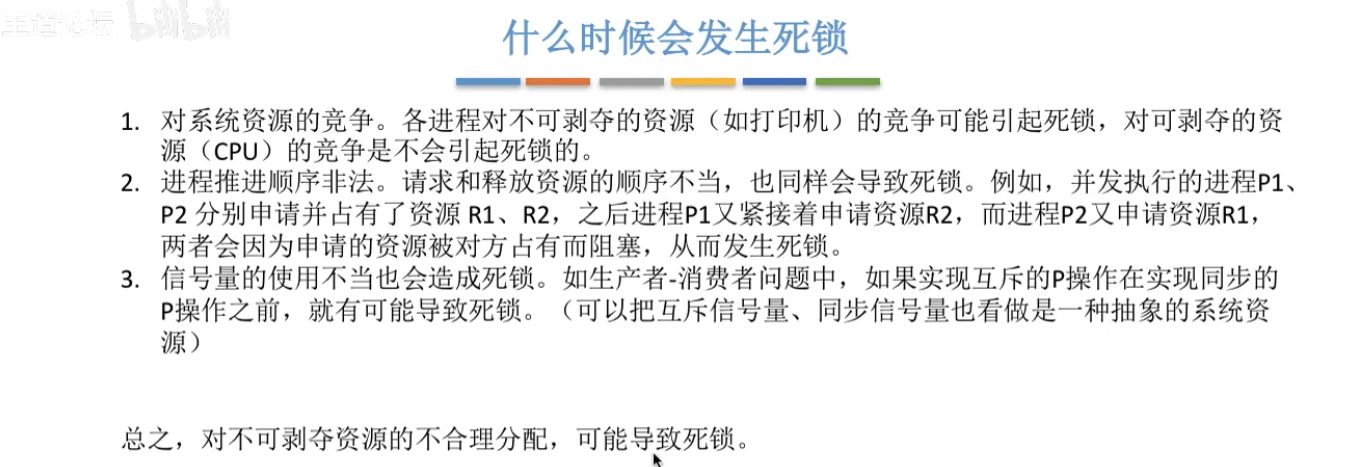 王道论坛 bilibili
什么时候会发生死锁
1. 对系统资源的竞争。各进程对不可剥夺的资源（如打印机）的竞争可能引起死锁，对可剥夺的资
源（CPU）的竞争是不会引起死锁的。
2. 进程推进顺序非法。请求和释放资源的顺序不当，也同样会导致死锁。例如，并发执行的进程P1、
P2 分别申请并占有了资源 R1、R2，之后进程P1又紧接着申请资源R2，而进程P2又申请资源R1，
两者会因为申请的资源被对方占有而阻塞，从而发生死锁。
3. 信号量的使用不当也会造成死锁。如生产者-消费者问题中，如果实现互斥的P操作在实现同步的
P操作之前，就有可能导致死锁。（可以把互斥信号量、同步信号量也看做是一种抽象的系统资
源）
总之，对不可剥夺资源的不合理分配，可能导致死锁。